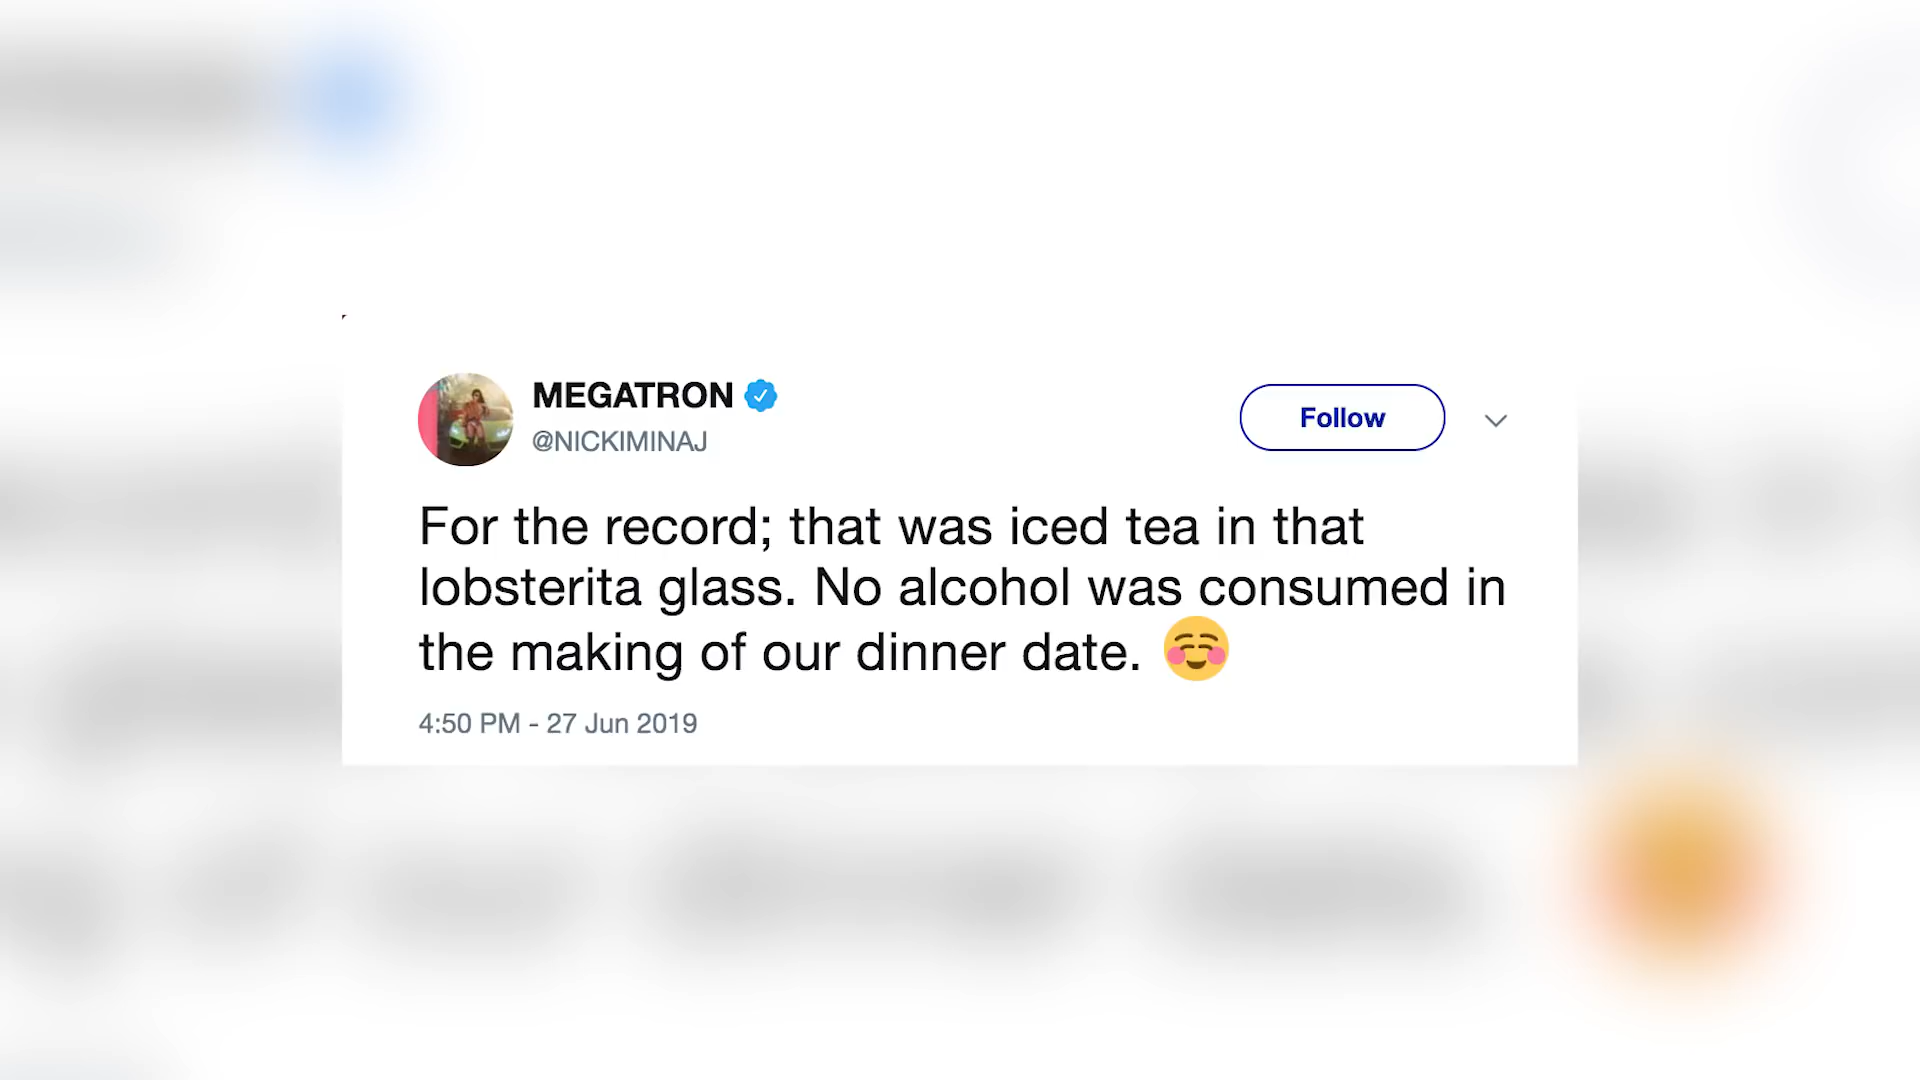 MEGATRON
@NICKIMINAJ
Follow
For the record; that was iced tea in that
lobsterita glass. No alcohol was consumed in
the making of our dinner date. ☺️
4:50 PM - 27 Jun 2019